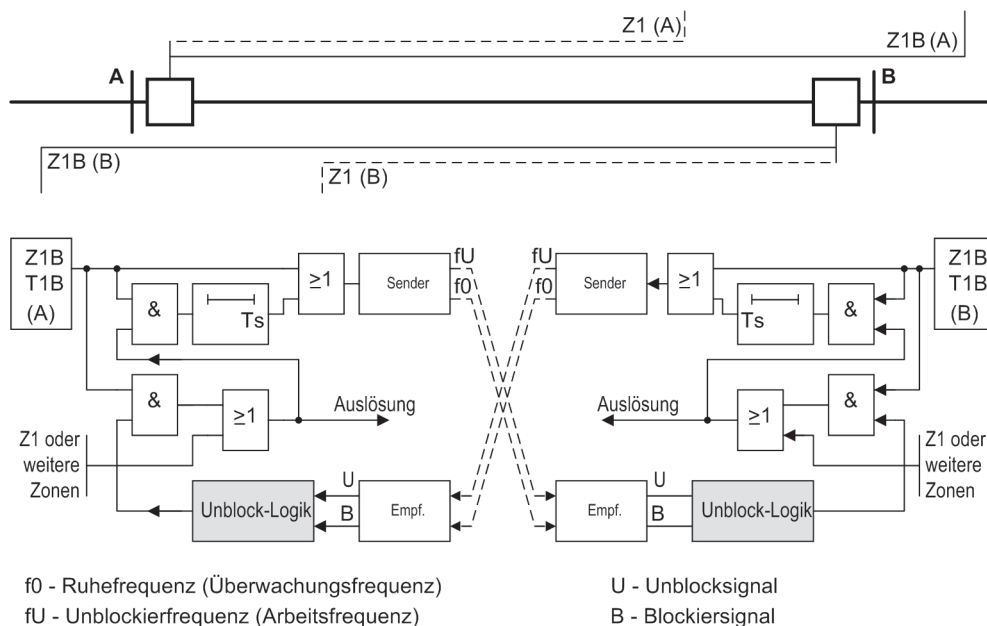 Z1 (A)
Z1B (A)
A
B
Z1B (B)
Z1 (B)
Z1B
T1B
(A)
&
Ts
≥1
Sender
fU
f0
fU
f0
Sender
≥1
Ts
&
Z1B
T1B
(B)
&
≥1
Auslösung
Auslösung
≥1
&
Z1 oder
weitere
Zonen
Z1 oder
weitere
Zonen
Unblock-Logik
U
B
Empf.
Empf.
U
B
Unblock-Logik
f0 - Ruhefrequenz (Überwachungsfrequenz)
U - Unblocksignal
fU - Unblockierfrequenz (Arbeitsfrequenz)
B - Blockiersignal